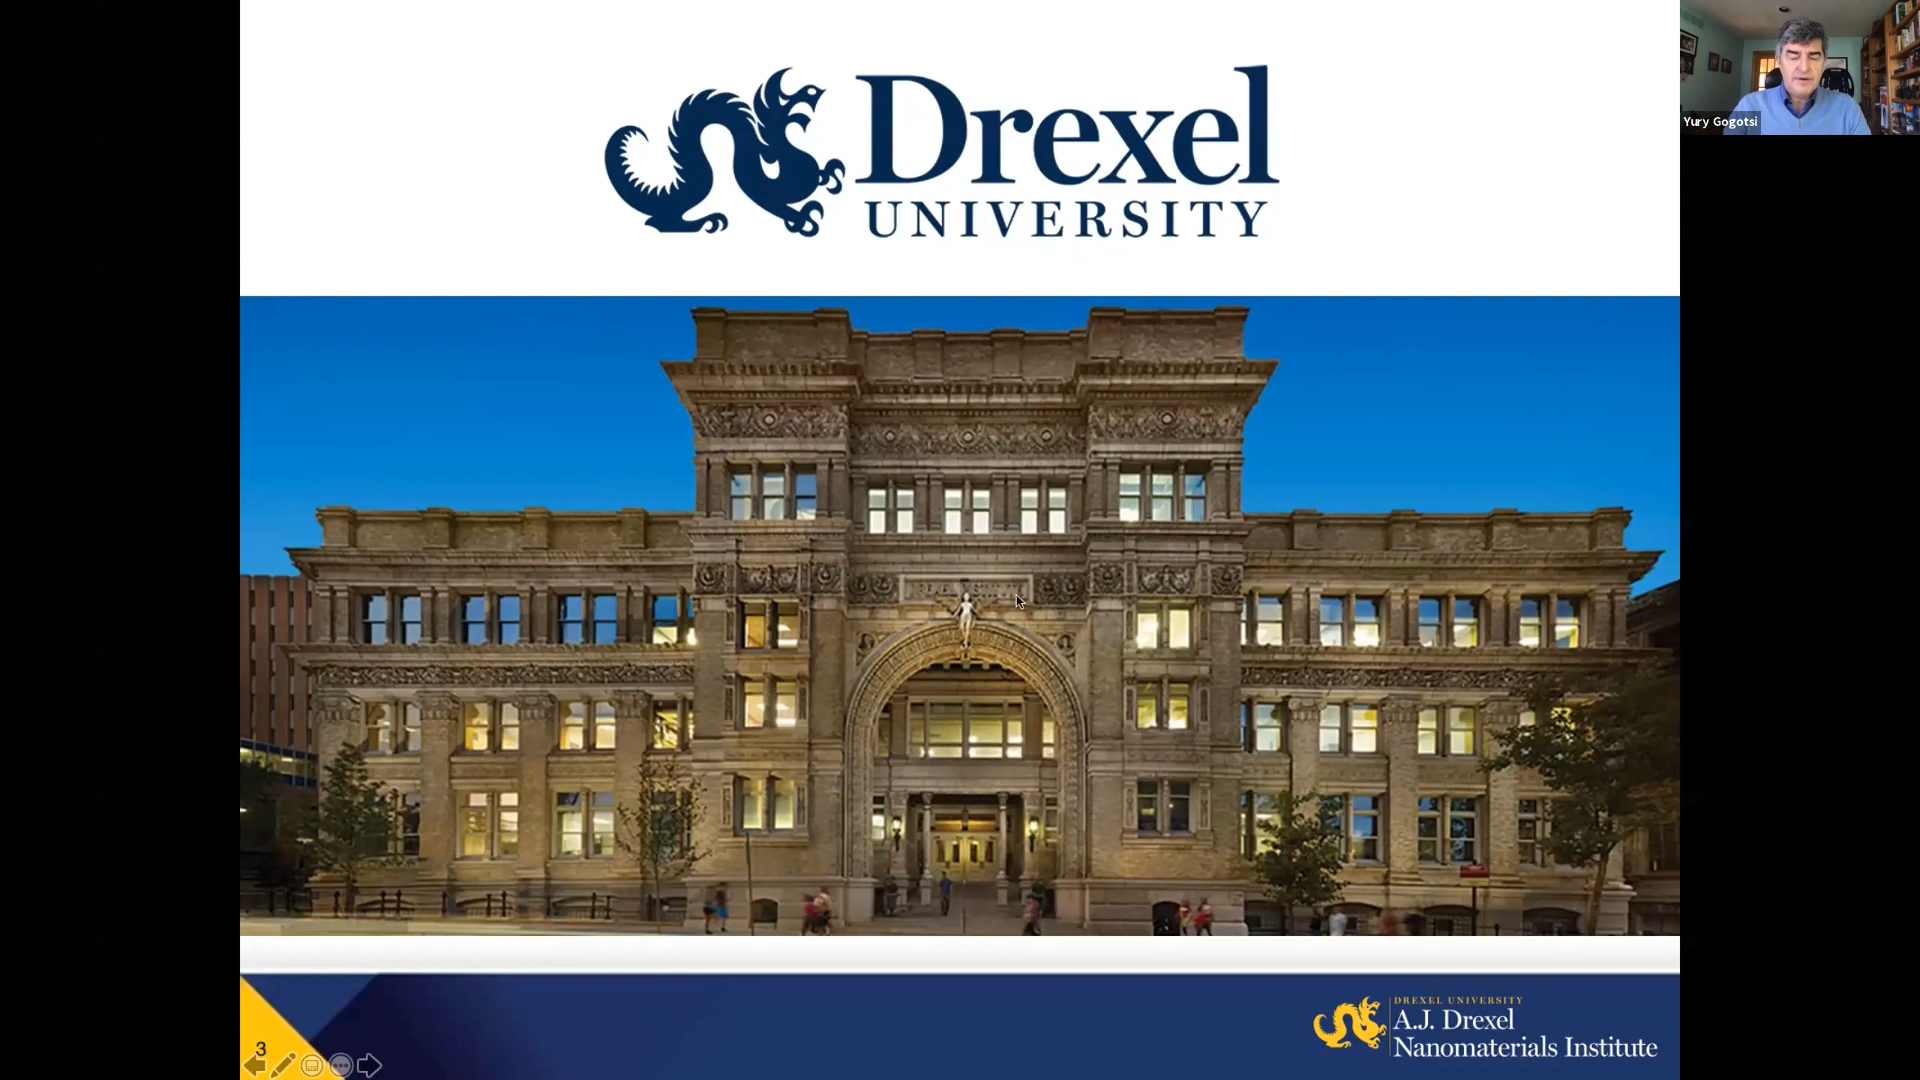 Drexel
UNIVERSITY
Yury Gogotsi
3
DREXEL UNIVERSITY
A.J. Drexel
Nanomaterials Institute